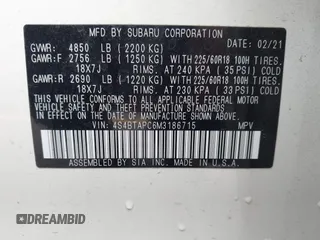 MFD BY SUBARU CORPORATION 02/21
GVWR: 4850 LB (2200 KG)
GAWR:F 2756 LB (1250 KG) WITH 225/60R18 100H TIRES.
18X7J RIMS. AT 240 KPA (35 PSI) COLD
GAWR:R 2690 LB (1220 KG) WITH 225/60R18 100H TIRES.
18X7J RIMS. AT 230 KPA (33 PSI) COLD
THIS VEHICLE CONFORMS TO ALL APPLICABLE FEDERAL MOTOR
VEHICLE SAFETY AND THEFT PREVENTION STANDARDS IN
EFFECT ON THE DATE OF MANUFACTURE SHOWN ABOVE.
VIN: 4S4BTAPC6M3186715 MPV
ASSEMBLED BY SIA. INC. MADE IN U.S.A.
AUTOBIDMASTER